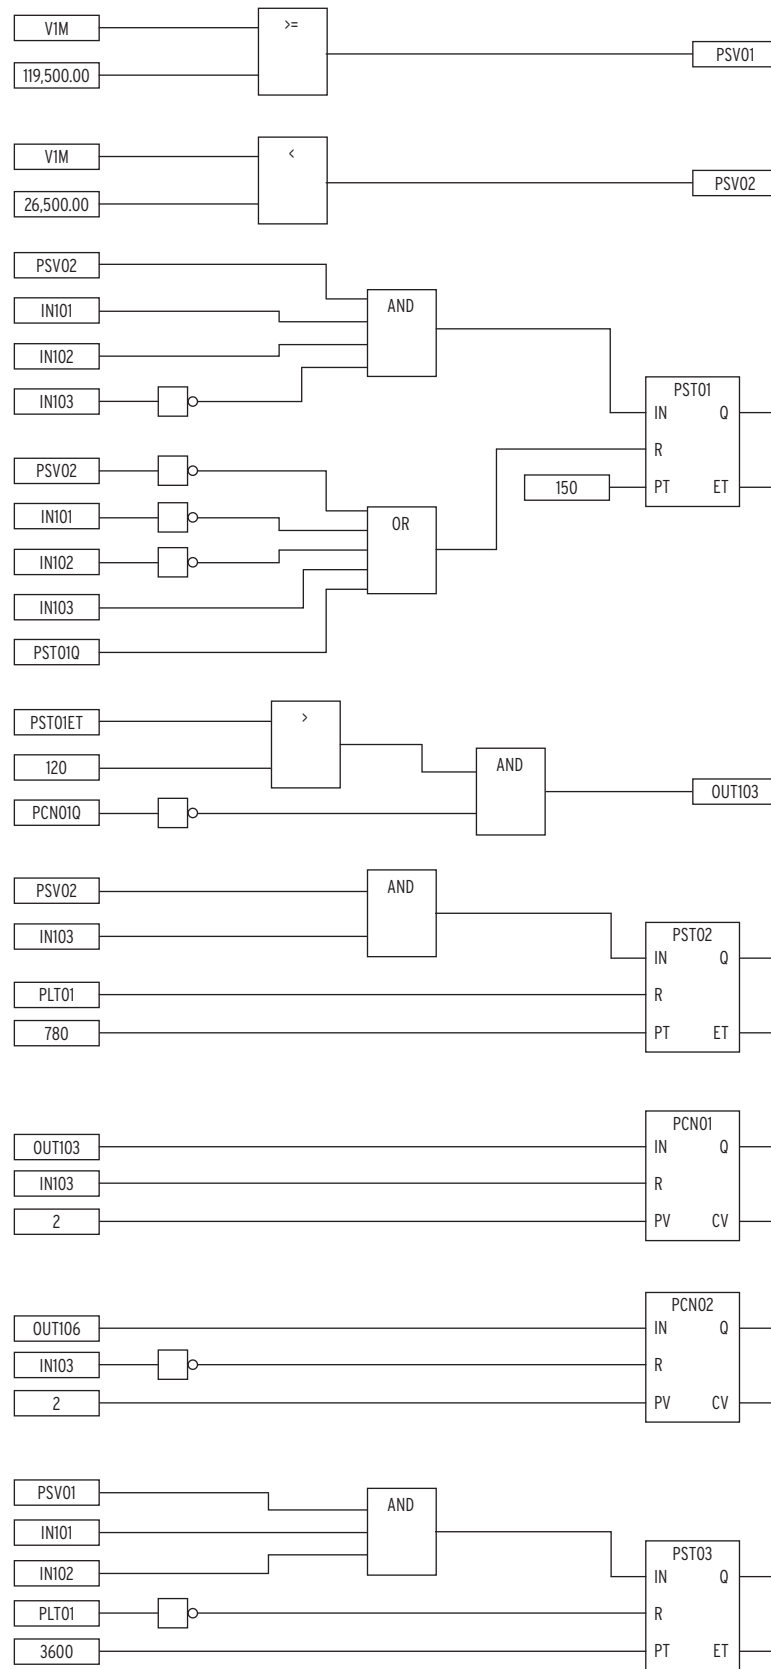 V1M
>=
119,500.00
PSV01
V1M
<
26,500.00
PSV02
PSV02
IN101
IN102
IN103
AND
PSV02
IN101
IN102
IN103
PST01Q
OR
150
PST01
IN Q
R
PT ET
PST01ET
>
120
PCN01Q
AND
OUT103
PSV02
IN103
AND
PLT01
780
PST02
IN Q
R
PT ET
OUT103
IN103
2
PCN01
IN Q
R
PV CV
OUT106
IN103
2
PCN02
IN Q
R
PV CV
PSV01
IN101
IN102
AND
PLT01
3600
PST03
IN Q
R
PT ET